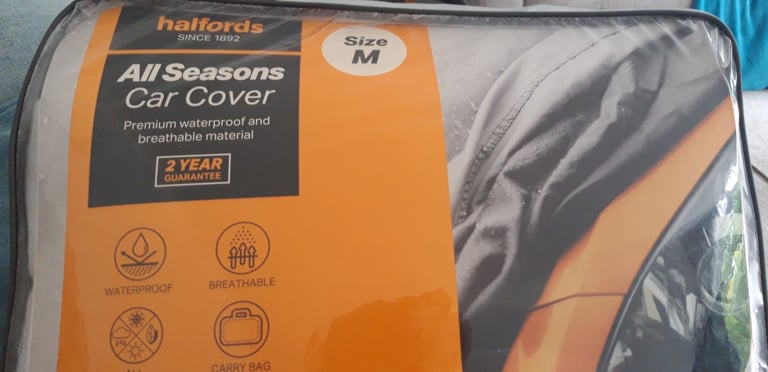 halfords
SINCE 1892
Size
M
All Seasons
Car Cover
Premium waterproof and
breathable material
2 YEAR
GUARANTEE
WATERPROOF
BREATHABLE
CARRY BAG